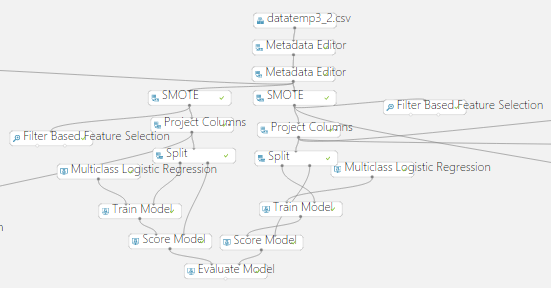 datatemp3_2.csv
Metadata Editor
Metadata Editor
SMOTE
SMOTE
Filter Based Feature Selection
Project Columns
Project Columns
Filter Based Feature Selection
Split
Split
Multiclass Logistic Regression
Multiclass Logistic Regression
Train Model
Train Model
Score Model
Score Model
Evaluate Model